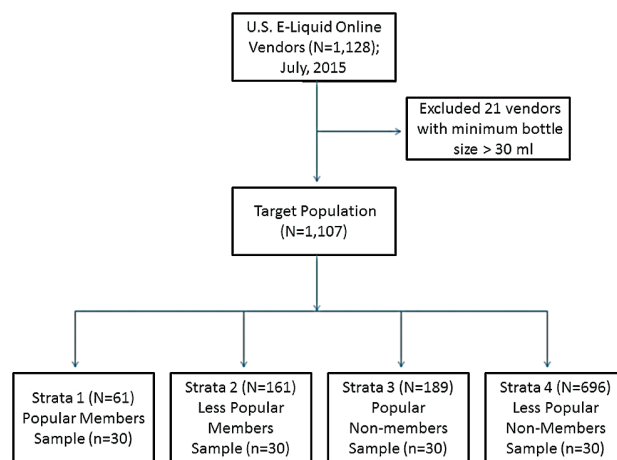 U.S. E-Liquid Online
Vendors (N=1,128);
July, 2015
Excluded 21 vendors
with minimum bottle
size > 30 ml
Target Population
(N=1,107)
Strata 1 (N=61)
Popular Members
Sample (n=30)
Strata 2 (N=161)
Less Popular
Members
Sample (n=30)
Strata 3 (N=189)
Popular
Non-members
Sample (n=30)
Strata 4 (N=696)
Less Popular
Non-Members
Sample (n=30)